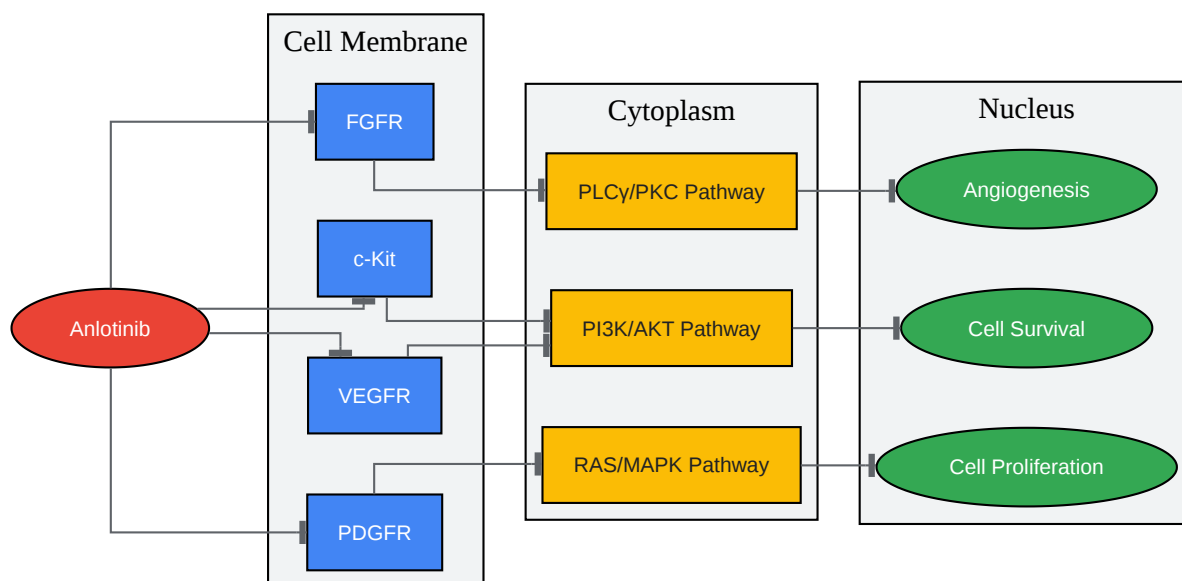 Cell Membrane
FGFR
c-Kit
VEGFR
PDGFR
Anlotinib
Cytoplasm
PLCγ/PKC Pathway
PI3K/AKT Pathway
RAS/MAPK Pathway
Nucleus
Angiogenesis
Cell Survival
Cell Proliferation